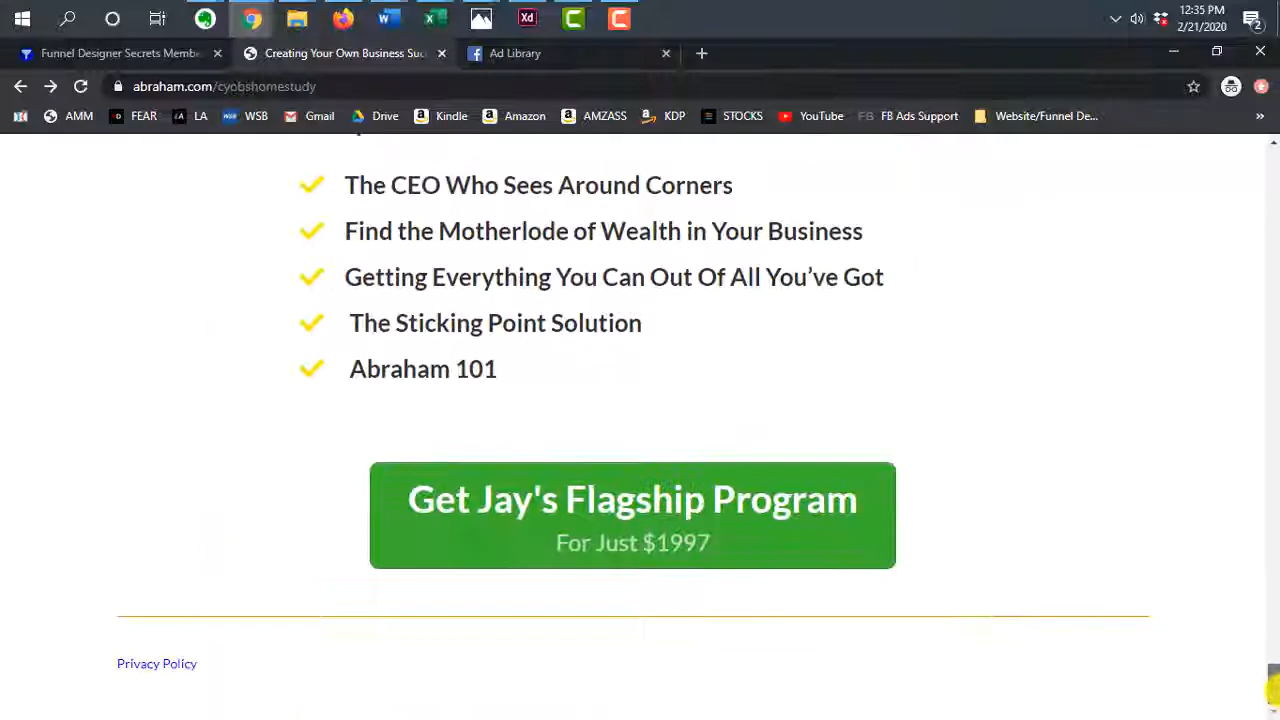 12:35 PM
2/21/2020
2
Funnel Designer Secrets Membe
Creating Your Own Business Suc
Ad Library
abraham.com/cyobshomestudy
AMM FEAR LA WSB Gmail Drive Kindle Amazon AMZASS KDP STOCKS YouTube FB FB Ads Support Website/Funnel De... »
The CEO Who Sees Around Corners
Find the Motherlode of Wealth in Your Business
Getting Everything You Can Out Of All You’ve Got
The Sticking Point Solution
Abraham 101
Get Jay's Flagship Program
For Just $1997
Privacy Policy